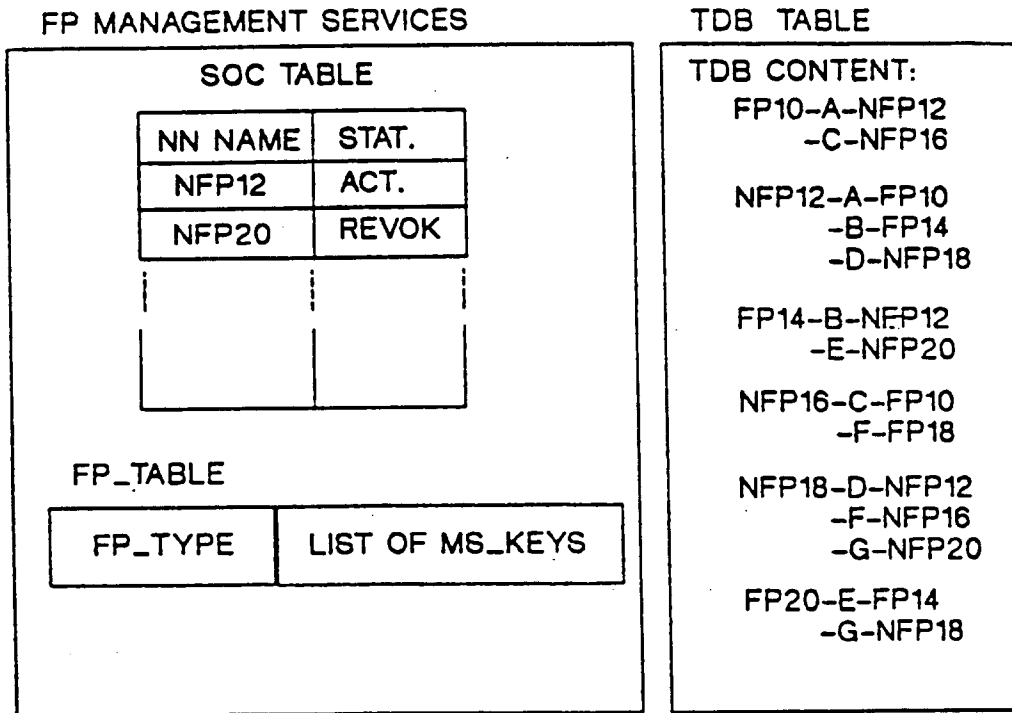 FP MANAGEMENT SERVICES
SOC TABLE
NN NAME STAT.
NFP12 ACT.
NFP20 REVOK
FP_TABLE
FP_TYPE LIST OF MS_KEYS
TDB TABLE
TDB CONTENT:
FP10-A-NFP12
-C-NFP16
NFP12-A-FP10
-B-FP14
-D-NFP18
FP14-B-NFP12
-E-NFP20
NFP16-C-FP10
-F-FP18
NFP18-D-NFP12
-F-NFP16
-G-NFP20
FP20-E-FP14
-G-NFP18